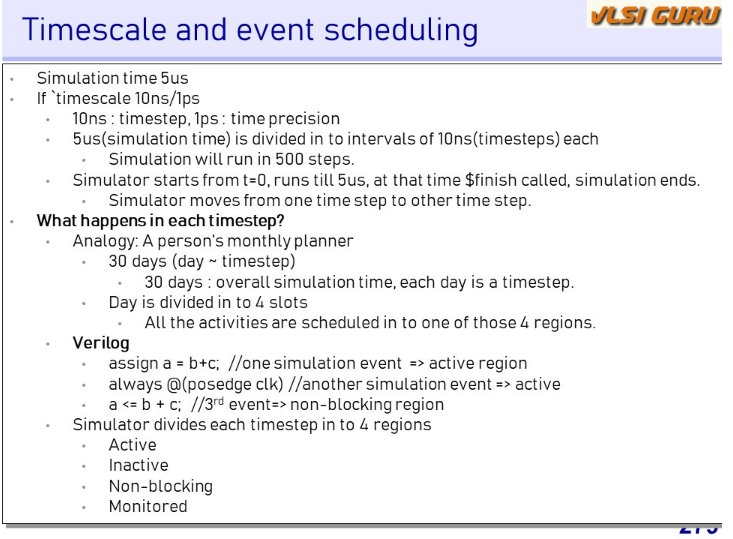 VLSI GURU
Timescale and event scheduling
• Simulation time 5us
• If `timescale 10ns/1ps
• 10ns : timestep, 1ps : time precision
• 5us(simulation time) is divided in to intervals of 10ns(timesteps) each
• Simulation will run in 500 steps.
• Simulator starts from t=0, runs till 5us, at that time $finish called, simulation ends.
• Simulator moves from one time step to other time step.
• What happens in each timestep?
• Analogy: A person's monthly planner
• 30 days (day ~ timestep)
• 30 days : overall simulation time, each day is a timestep.
• Day is divided in to 4 slots
• All the activities are scheduled in to one of those 4 regions.
• Verilog
• assign a = b+c; //one simulation event => active region
• always @(posedge clk) //another simulation event => active
• a <= b + c; //3rd event=> non-blocking region
• Simulator divides each timestep in to 4 regions
• Active
• Inactive
• Non-blocking
• Monitored